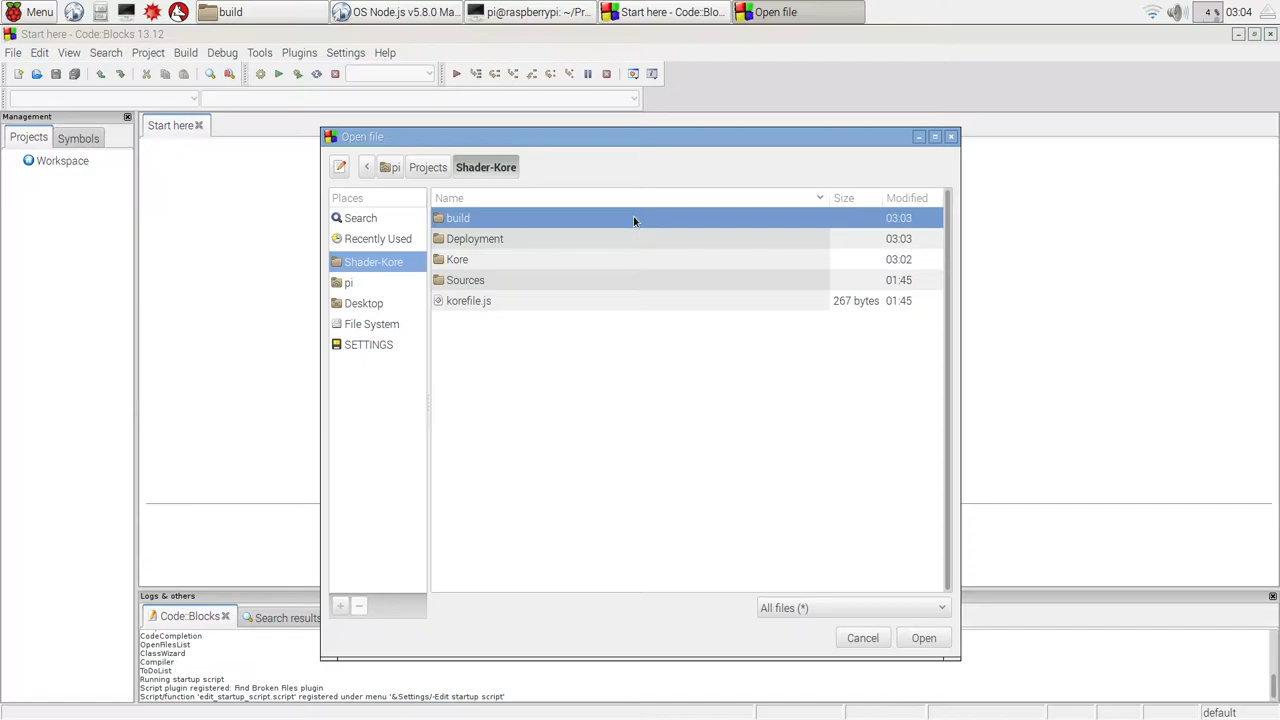 Menu
build
OS Node.js v5.8.0 Ma...
pi@raspberrypi: ~/Pr...
Start here - Code::Blo...
Open file
4 %
03:04
Start here - Code::Blocks 13.12
File Edit View Search Project Build Debug Tools Plugins Settings Help
Management
Projects
Symbols
Workspace
Start here
Open file
pi
Projects
Shader-Kore
Places
Search
Recently Used
Shader-Kore
pi
Desktop
File System
SETTINGS
Name Size Modified
build 03:03
Deployment 03:03
Kore 03:02
Sources 01:45
korefile.js 267 bytes 01:45
All files (*)
Cancel
Open
Logs & others
Code::Blocks
Search results
CodeCompletion
OpenFilesList
ClassWizard
Compiler
ToDoList
Running startup script
Script plugin registered: Find Broken Files plugin
Script/function 'edit_startup_script.script' registered under menu '&Settings/-Edit startup script'
default